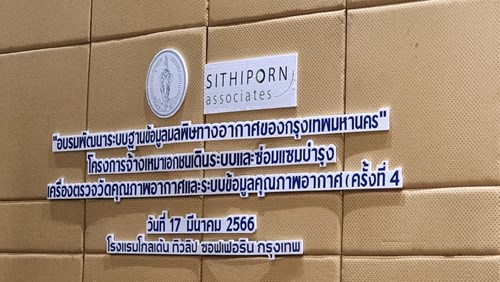 SITHIPORN
associates
"อบรมพัฒนาระบบฐานข้อมูลมลพิษทางอากาศของกรุงเทพมหานคร"
โครงการจ้างเหมาเอกชนเดินระบบและซ่อมแซมบำรุง
เครื่องตรวจวัดคุณภาพอากาศและระบบข้อมูลคุณภาพอากาศ (ครั้งที่ 4
วันที่ 17 มีนาคม 2566
โรงแรมโกลเด้น ทิวลิป ซอฟเฟอริน กรุงเทพ